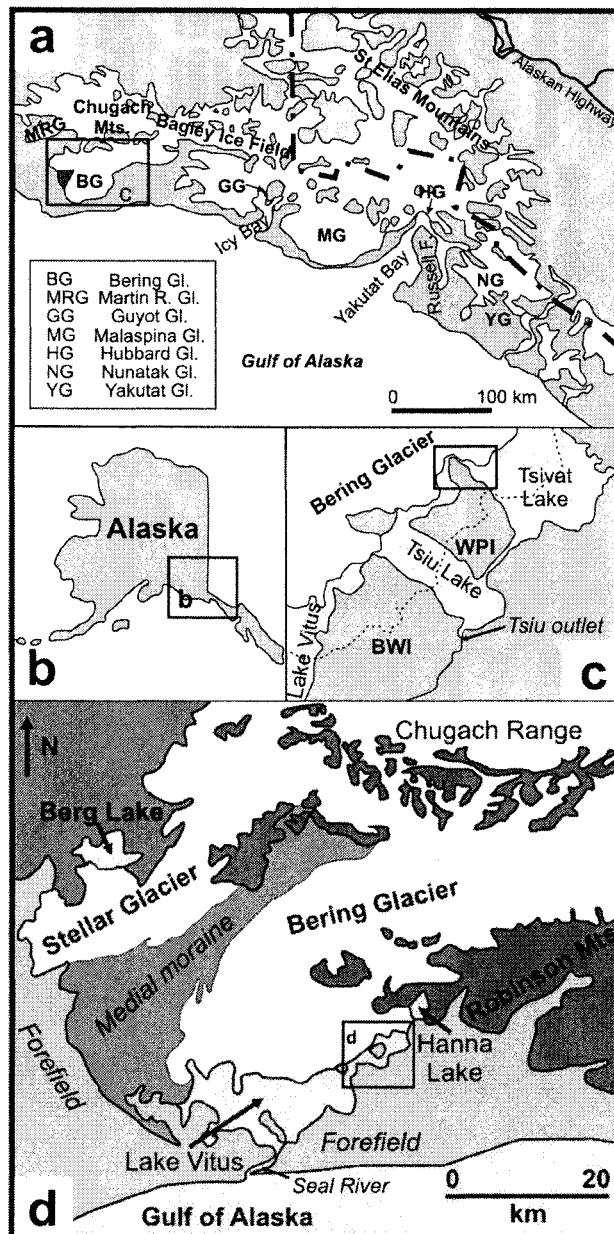 a
St Elias Mountains
Alaskan Highway
Chugach
Mts.
MRG
Bagley Ice Field
BG
C
GG
HG
Icy Bay
MG
Yakutat Bay
Russell F.
NG
YG
BG Bering Gl.
MRG Martin R. Gl.
GG Guyot Gl.
MG Malaspina Gl.
HG Hubbard Gl.
NG Nunatak Gl.
YG Yakutat Gl.
Gulf of Alaska
0 100 km
Alaska
b
b
Bering Glacier
Tsivat
Lake
WPI
Tsiu Lake
Lake Vitus
BWI
Tsiu outlet
c
N
Chugach Range
Berg Lake
Stellar Glacier
Bering Glacier
Medial moraine
Robinson Mts.
d
Hanna
Lake
Forefield
Lake Vitus
Forefield
Seal River
0 20
km
d
Gulf of Alaska